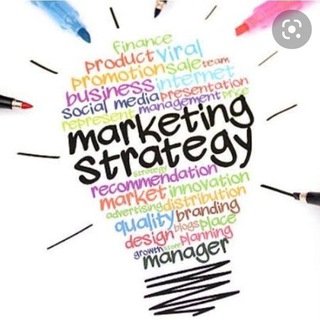 finance
product viral
promotion sale team
business internet
social media presentation
represent management price
marketing
strategy
strategy
recommendation
market innovation
advertising distribution
quality branding
blogs place
design planning
growth
manager